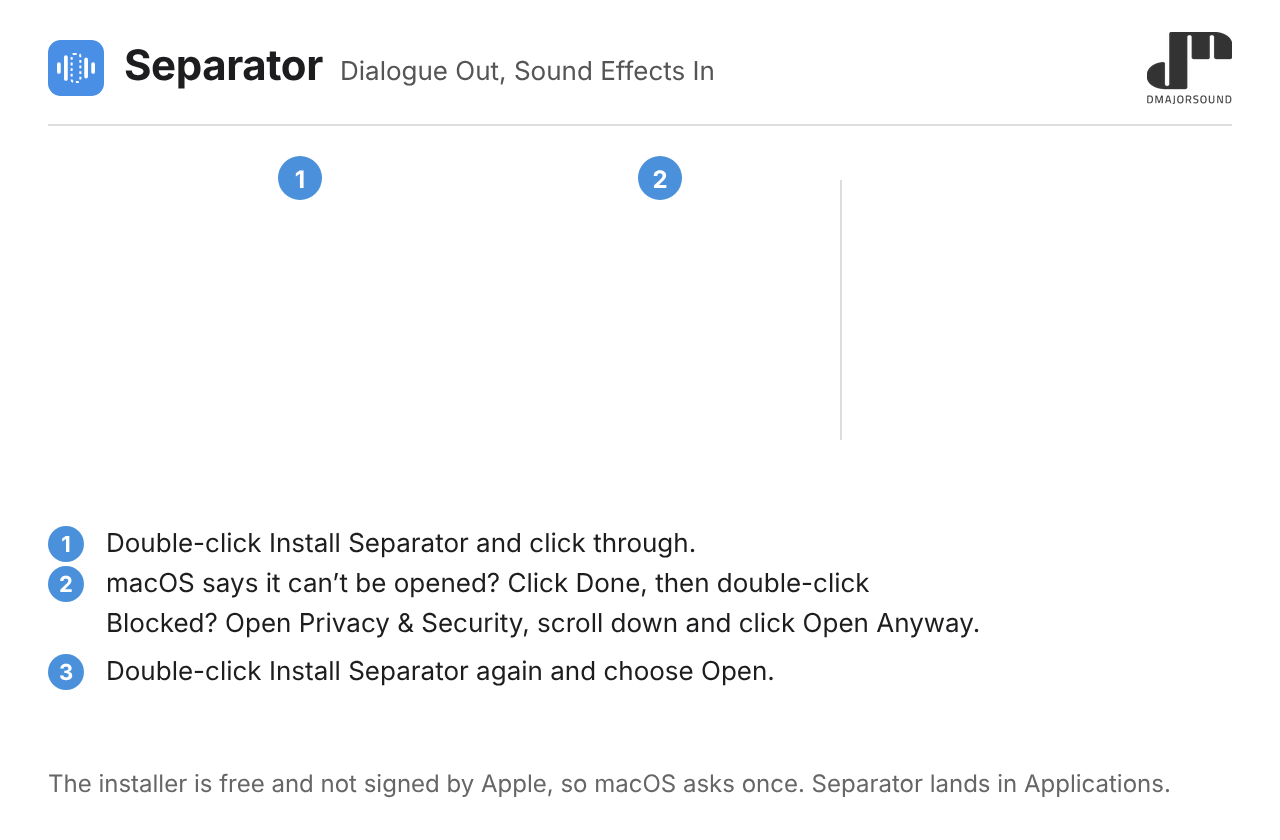 Separator Dialogue Out, Sound Effects In
DMAJORSOUND
1
2
1 Double-click Install Separator and click through.
2 macOS says it can’t be opened? Click Done, then double-click
Blocked? Open Privacy & Security, scroll down and click Open Anyway.
3 Double-click Install Separator again and choose Open.
The installer is free and not signed by Apple, so macOS asks once. Separator lands in Applications.